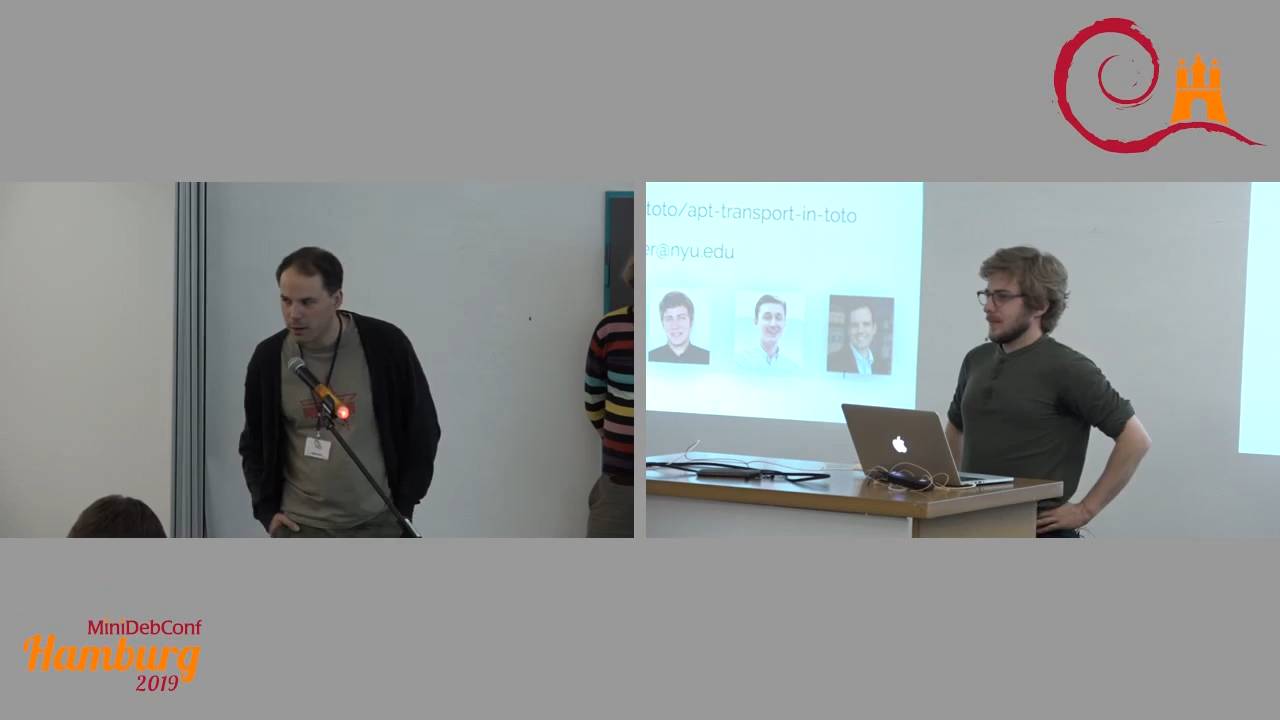 toto/apt-transport-in-toto
er@nyu.edu
MiniDebConf
Hamburg
2019